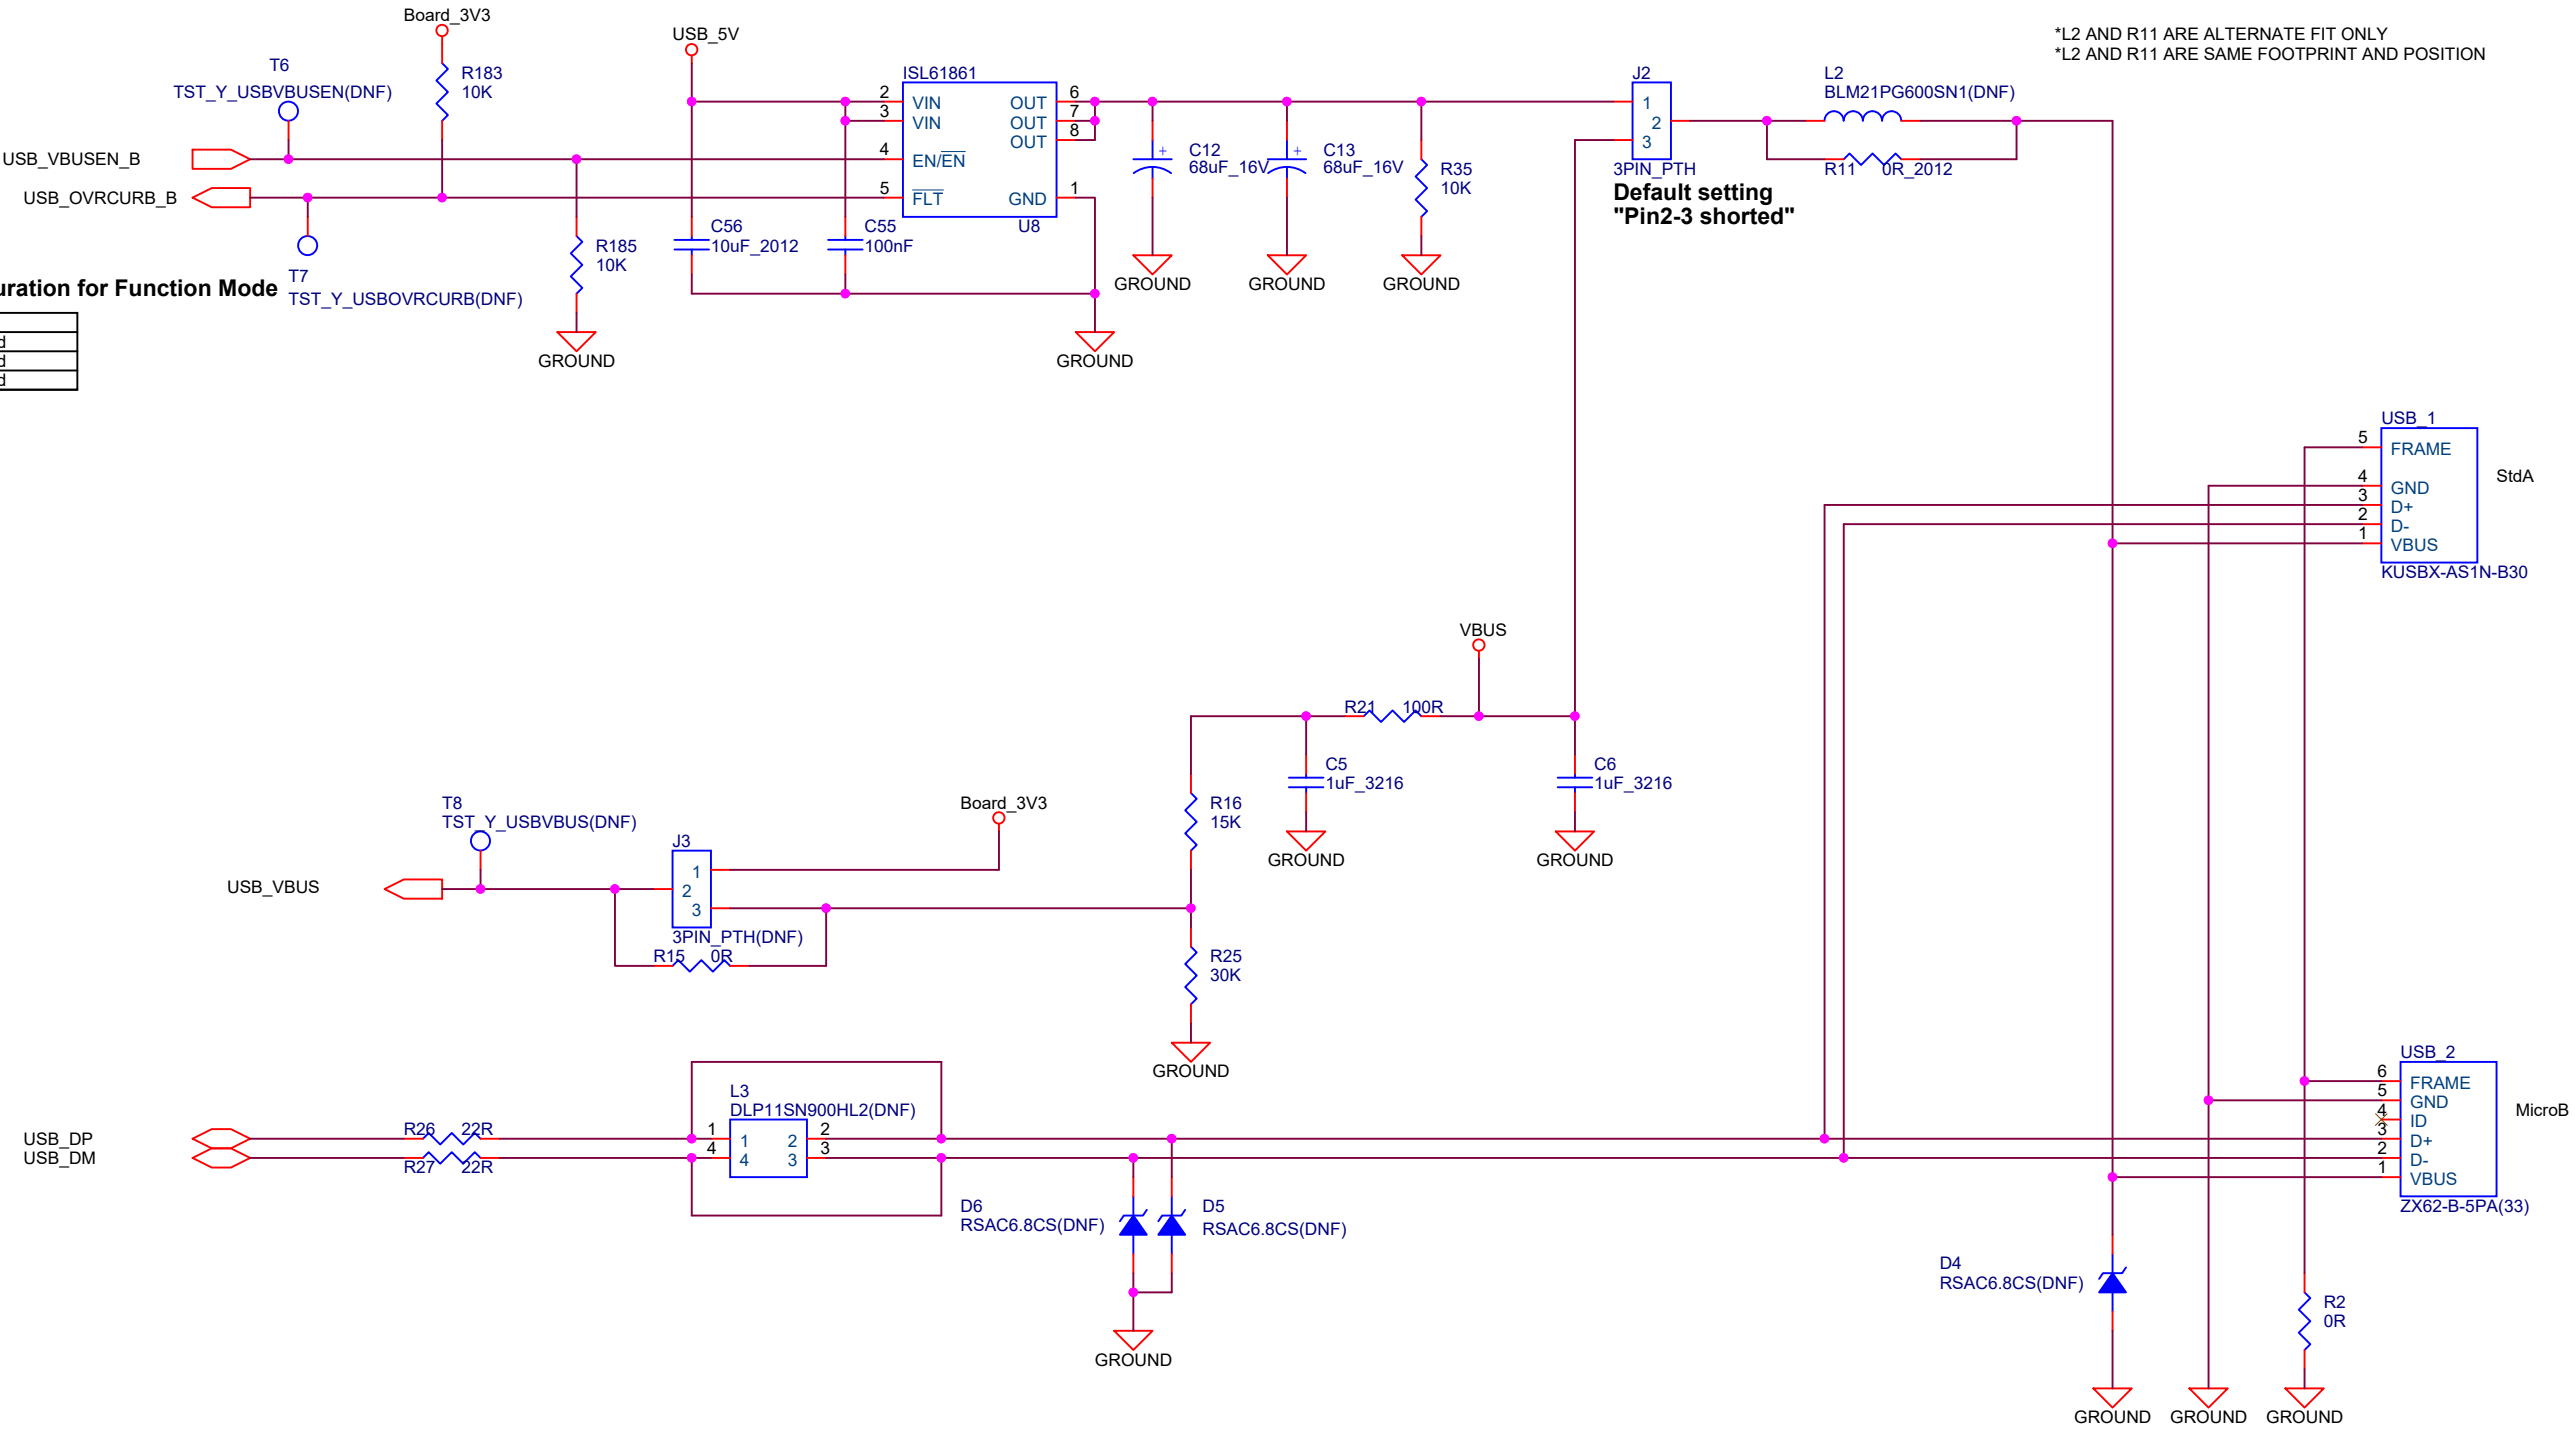 Board_3V3
USB_5V
*L2 AND R11 ARE ALTERNATE FIT ONLY
*L2 AND R11 ARE SAME FOOTPRINT AND POSITION
T6
TST_Y_USBVBUSEN(DNF)
R183
10K
ISL61861
2 VIN OUT 6
3 VIN OUT 7
OUT 8
4 EN/EN
5 FLT GND 1
U8
J2
1
2
3
3PIN_PTH
Default setting
"Pin2-3 shorted"
L2
BLM21PG600SN1(DNF)
R11 0R_2012
USB_VBUSEN_B
USB_OVRCURB_B
C12
68uF_16V
C13
68uF_16V
R35
10K
R185
10K
C56
10uF_2012
C55
100nF
T7
TST_Y_USBOVRCURB(DNF)
uration for Function Mode
d
d
d
GROUND
GROUND
GROUND
GROUND
GROUND
USB_1
5 FRAME
4 GND
3 D+
2 D-
1 VBUS
KUSBX-AS1N-B30
StdA
VBUS
R21 100R
C5
1uF_3216
C6
1uF_3216
GROUND
GROUND
R16
15K
Board_3V3
T8
TST_Y_USBVBUS(DNF)
J3
1
2
3
3PIN_PTH(DNF)
R15 0R
USB_VBUS
R25
30K
GROUND
L3
DLP11SN900HL2(DNF)
1 1 2 2
4 4 3 3
USB_DP
USB_DM
R26 22R
R27 22R
D6
RSAC6.8CS(DNF)
D5
RSAC6.8CS(DNF)
GROUND
USB_2
6 FRAME
5 GND
4 ID
3 D+
2 D-
1 VBUS
ZX62-B-5PA(33)
MicroB
D4
RSAC6.8CS(DNF)
R2
0R
GROUND
GROUND
GROUND